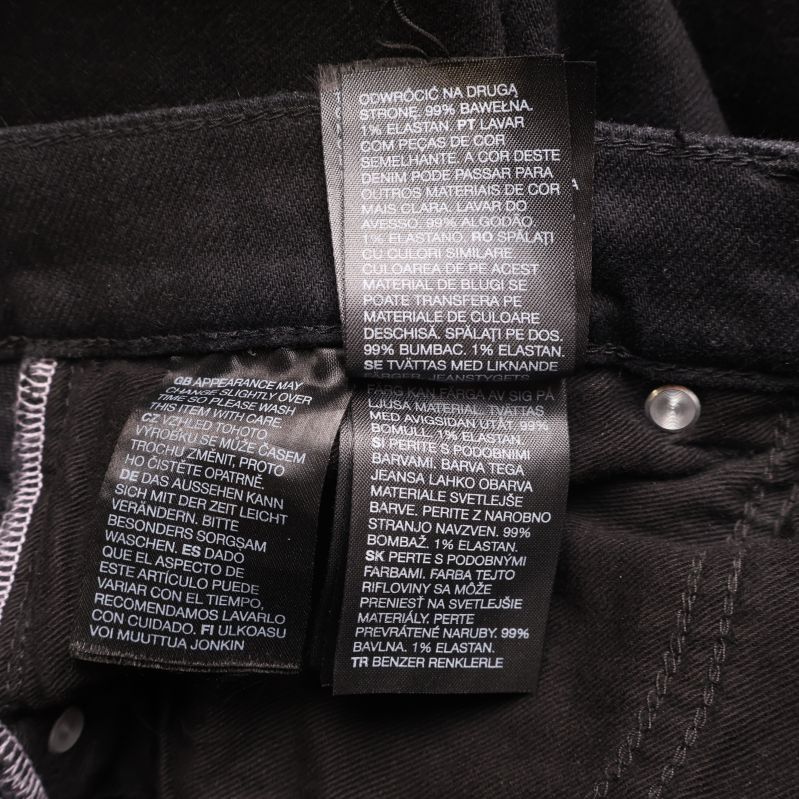 ODWRÓCIĆ NA DRUGĄ
STRONĘ. 99% BAWEŁNA.
1% ELASTAN. PT LAVAR
COM PEÇAS DE COR
SEMELHANTE. A COR DESTE
DENIM PODE PASSAR PARA
OUTROS MATERIAIS DE COR
MAIS CLARA. LAVAR DO
AVESSO. 99% ALGODÃO.
1% ELASTANO. RO SPĂLAȚI
CU CULORI SIMILARE
CULOAREA DE PE ACEST
MATERIAL DE BLUGI SE
POATE TRANSFERA PE
MATERIALE DE CULOARE
DESCHISĂ. SPĂLAȚI PE DOS.
99% BUMBAC. 1% ELASTAN.
SE TVÄTTAS MED LIKNANDE
FÄRGER. JEANSTYGETS
FÄRG KAN FÄRGA AV SIG PÅ
LJUSA MATERIAL. TVÄTTAS
MED AVIGSIDAN UTÅT. 99%
BOMULL. 1% ELASTAN.
SI PERITE S PODOBNIMI
BARVAMI. BARVA TEGA
JEANSA LAHKO OBARVA
MATERIALE SVETLEJŠE
BARVE. PERITE Z NAROBNO
STRANJO NAVZVEN. 99%
BOMBAŽ. 1% ELASTAN.
SK PERTE S PODOBNÝMI
FARBAMI. FARBA TEJTO
RIFLOVINY SA MÔŽE
PRENIESŤ NA SVETLEJŠIE
MATERIÁLY. PERTE
PREVRÁTENÉ NARUBY. 99%
BAVLNA. 1% ELASTAN.
TR BENZER RENKLERLE
GB APPEARANCE MAY
CHANGE SLIGHTLY OVER
TIME SO PLEASE WASH
THIS ITEM WITH CARE.
CZ VZHLED TOHOTO
VÝROBKU SE MŮŽE ČASEM
TROCHU ZMĚNIT, PROTO
HO ČISTĚTE OPATRNĚ.
DE DAS AUSSEHEN KANN
SICH MIT DER ZEIT LEICHT
VERÄNDERN. BITTE
BESONDERS SORGSAM
WASCHEN. ES DADO
QUE EL ASPECTO DE
ESTE ARTÍCULO PUEDE
VARIAR CON EL TIEMPO,
RECOMENDAMOS LAVARLO
CON CUIDADO. FI ULKOASU
VOI MUUTTUA JONKIN